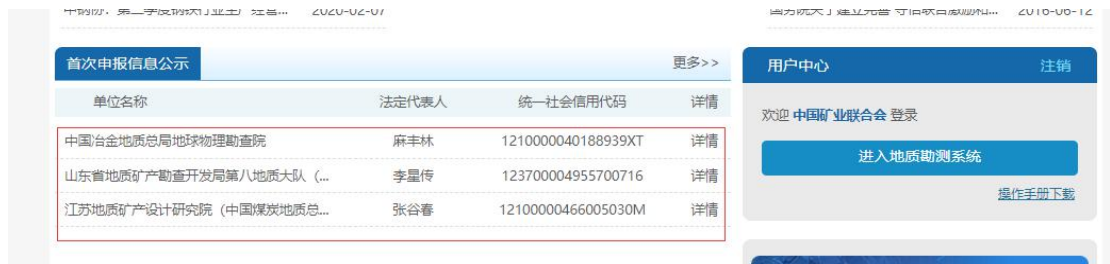 2020-02-07
2016-06-12
首次申报信息公示 更多>>
单位名称 法定代表人 统一社会信用代码 详情
中国冶金地质总局地球物理勘查院 麻丰林 1210000040188939XT 详情
山东省地质矿产勘查开发局第八地质大队（... 李星传 123700004955700716 详情
江苏地质矿产设计研究院（中国煤炭地质总... 张谷春 12100000466005030M 详情
用户中心 注销
欢迎 中国矿业联合会 登录
进入地质勘测系统
操作手册下载